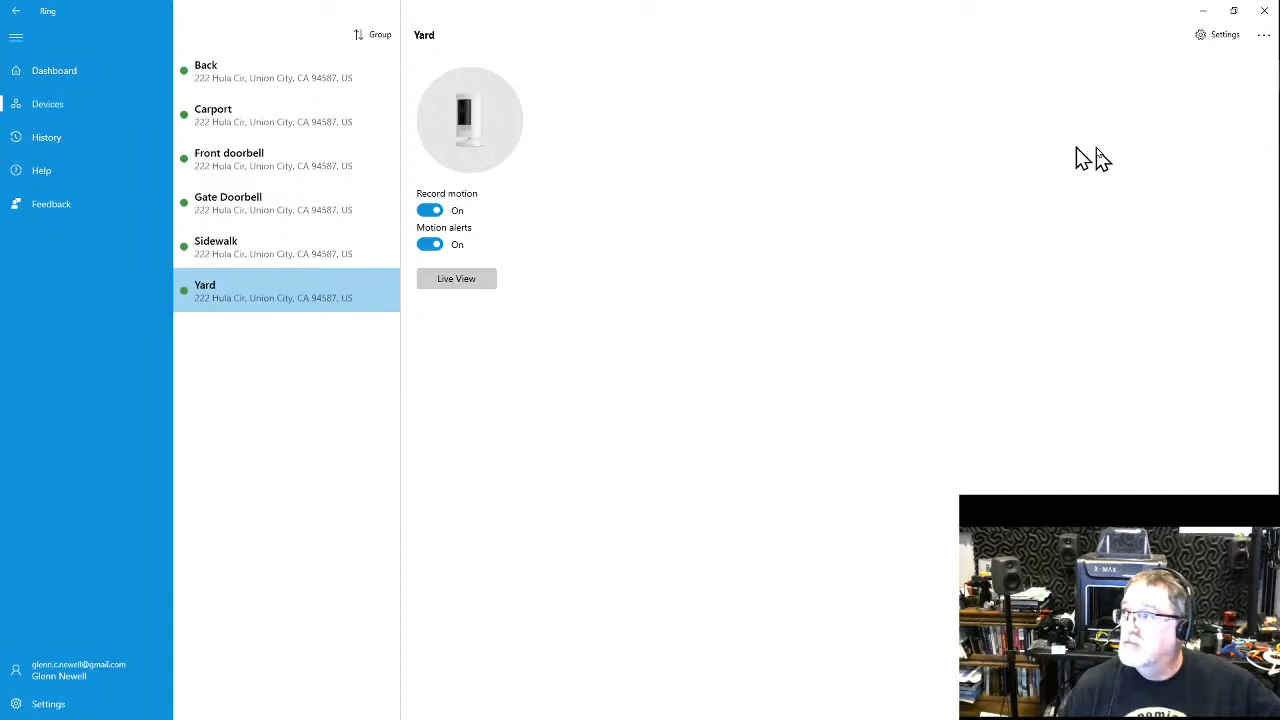 Ring
Dashboard
Devices
History
Help
Feedback
glenn.c.newell@gmail.com
Glenn Newell
Settings
Group
Back
222 Hula Cir, Union City, CA 94587, US
Carport
222 Hula Cir, Union City, CA 94587, US
Front doorbell
222 Hula Cir, Union City, CA 94587, US
Gate Doorbell
222 Hula Cir, Union City, CA 94587, US
Sidewalk
222 Hula Cir, Union City, CA 94587, US
Yard
222 Hula Cir, Union City, CA 94587, US
Yard
Settings
Record motion
On
Motion alerts
On
Live View
X-MAX